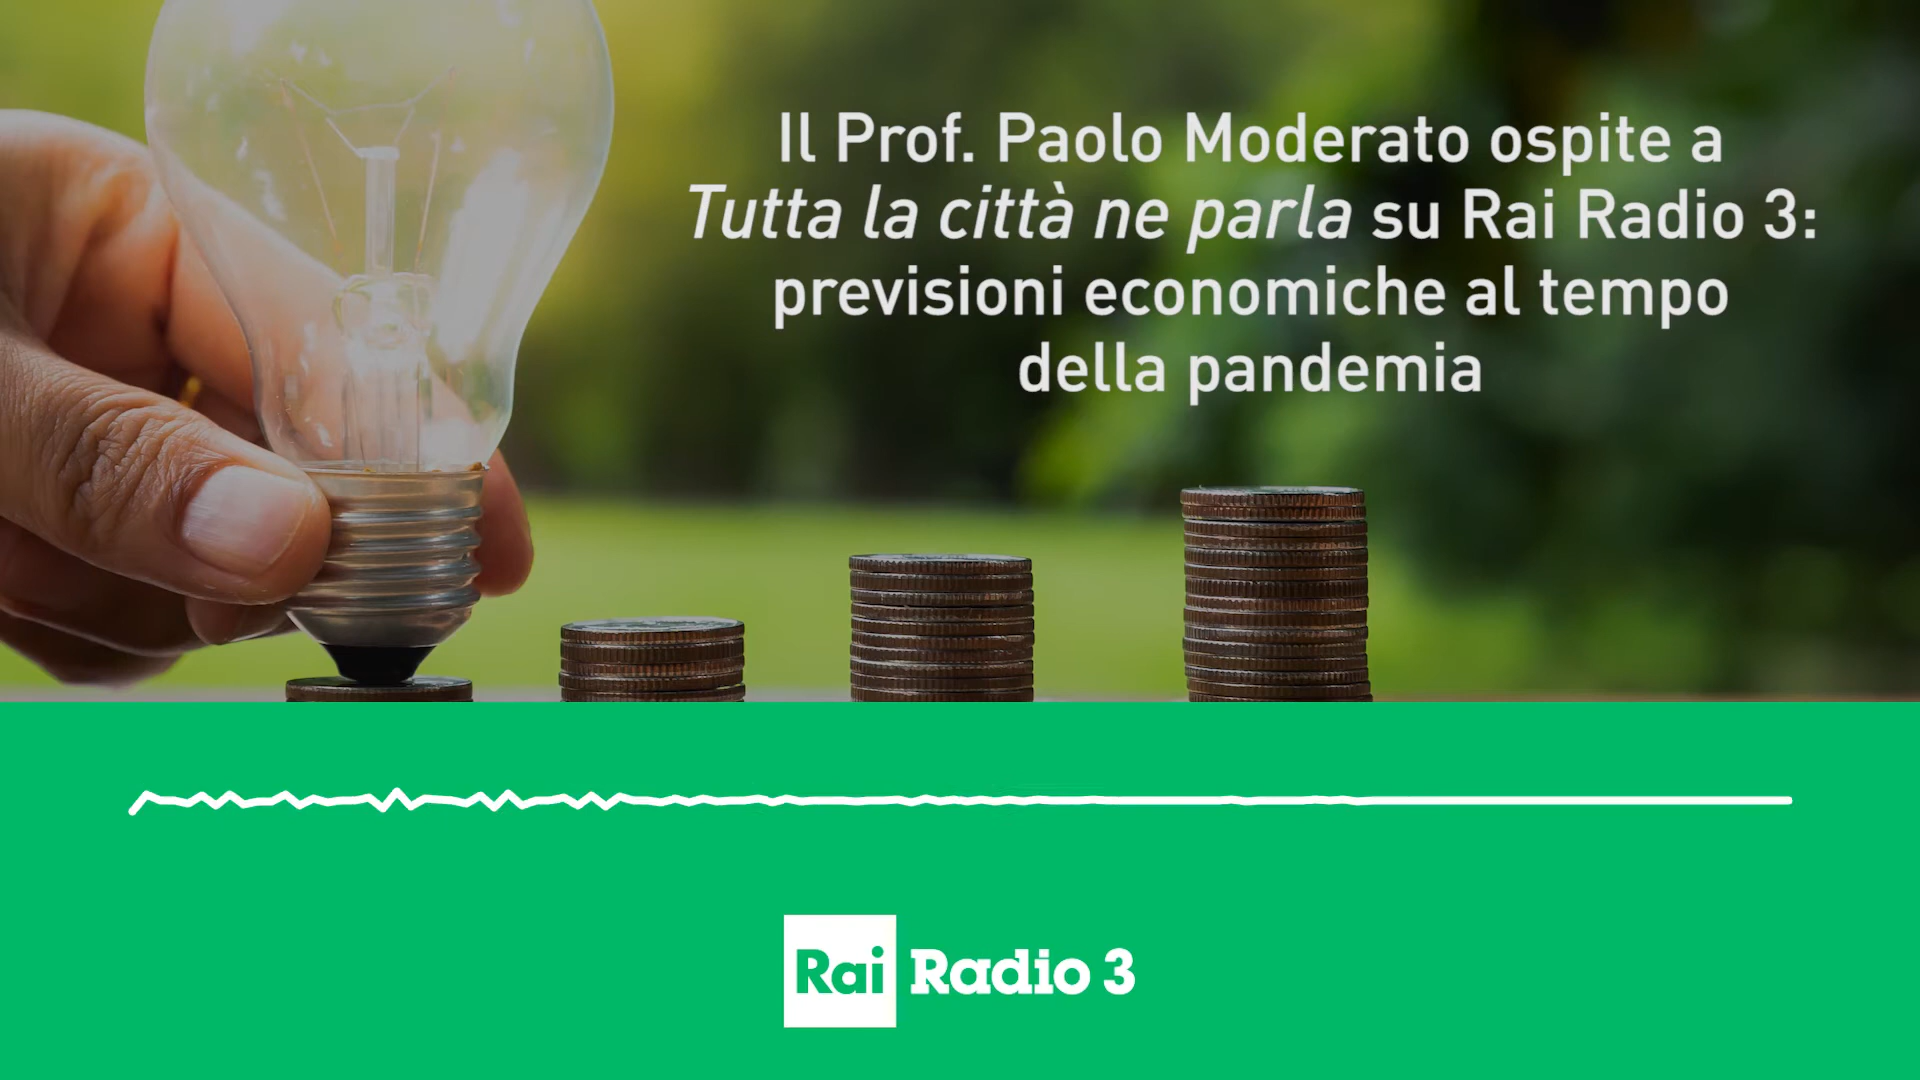 Il Prof. Paolo Moderato ospite a
Tutta la città ne parla su Rai Radio 3:
previsioni economiche al tempo
della pandemia
Rai Radio 3